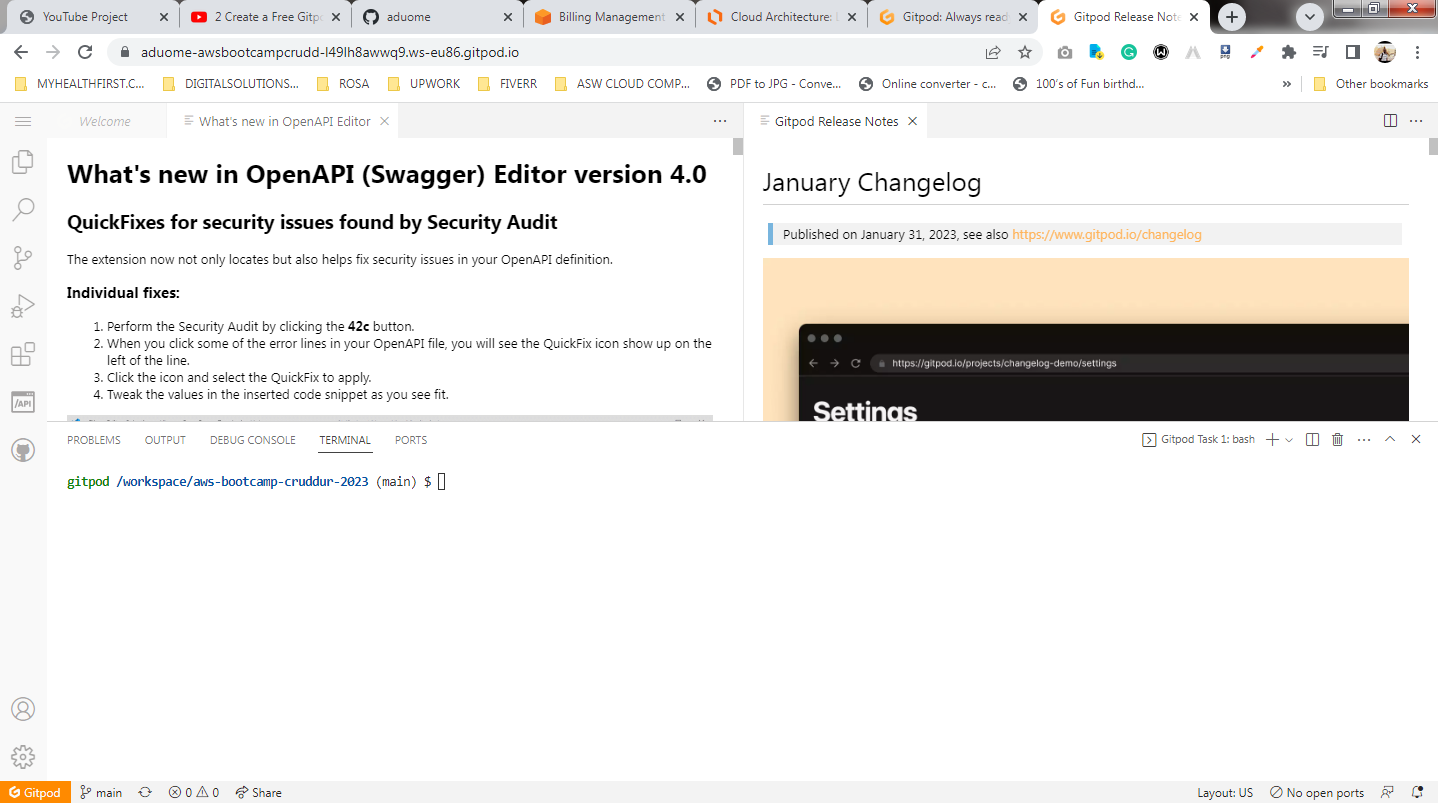 YouTube Project
2 Create a Free Gitp
aduome
Billing Management
Cloud Architecture:
Gitpod: Always read
Gitpod Release Note
aduome-awsbootcampcrudd-l49lh8awwq9.ws-eu86.gitpod.io
MYHEALTHFIRST.C...
DIGITALSOLUTIONS...
ROSA
UPWORK
FIVERR
ASW CLOUD COMP...
PDF to JPG - Conve...
Online converter - c...
100's of Fun birthd...
»
Other bookmarks
Welcome
What's new in OpenAPI Editor
Gitpod Release Notes
What's new in OpenAPI (Swagger) Editor version 4.0
QuickFixes for security issues found by Security Audit
The extension now not only locates but also helps fix security issues in your OpenAPI definition.
Individual fixes:
1. Perform the Security Audit by clicking the 42c button.
2. When you click some of the error lines in your OpenAPI file, you will see the QuickFix icon show up on the
left of the line.
3. Click the icon and select the QuickFix to apply.
4. Tweak the values in the inserted code snippet as you see fit.
January Changelog
Published on January 31, 2023, see also https://www.gitpod.io/changelog
https://gitpod.io/projects/changelog-demo/settings
Settings
/API
PROBLEMS
OUTPUT
DEBUG CONSOLE
TERMINAL
PORTS
Gitpod Task 1: bash
gitpod /workspace/aws-bootcamp-cruddur-2023 (main) $
Gitpod
main
0
0
Share
Layout: US
No open ports